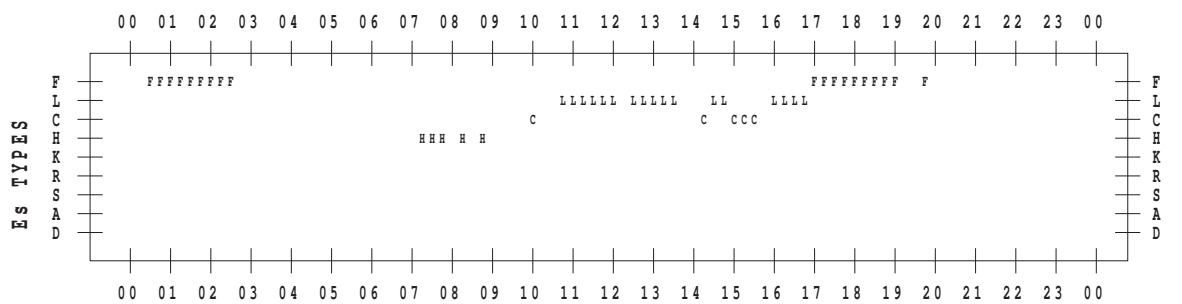 00 01 02 03 04 05 06 07 08 09 10 11 12 13 14 15 16 17 18 19 20 21 22 23 00
Es TYPES
F FFFFFFFFF FFFFFFFFF F F
L LLLLLL LLLLL LL LLLL L
C C C CCC C
H HHH H H H
K K
R R
S S
A A
D D
00 01 02 03 04 05 06 07 08 09 10 11 12 13 14 15 16 17 18 19 20 21 22 23 00